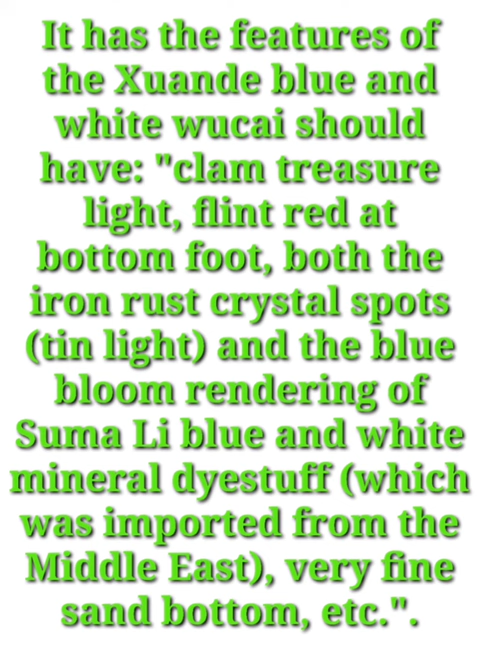 It has the features of
the Xuande blue and
white wucai should
have: "clam treasure
light, flint red at
bottom foot, both the
iron rust crystal spots
(tin light) and the blue
bloom rendering of
Suma Li blue and white
mineral dyestuff (which
was imported from the
Middle East), very fine
sand bottom, etc.".